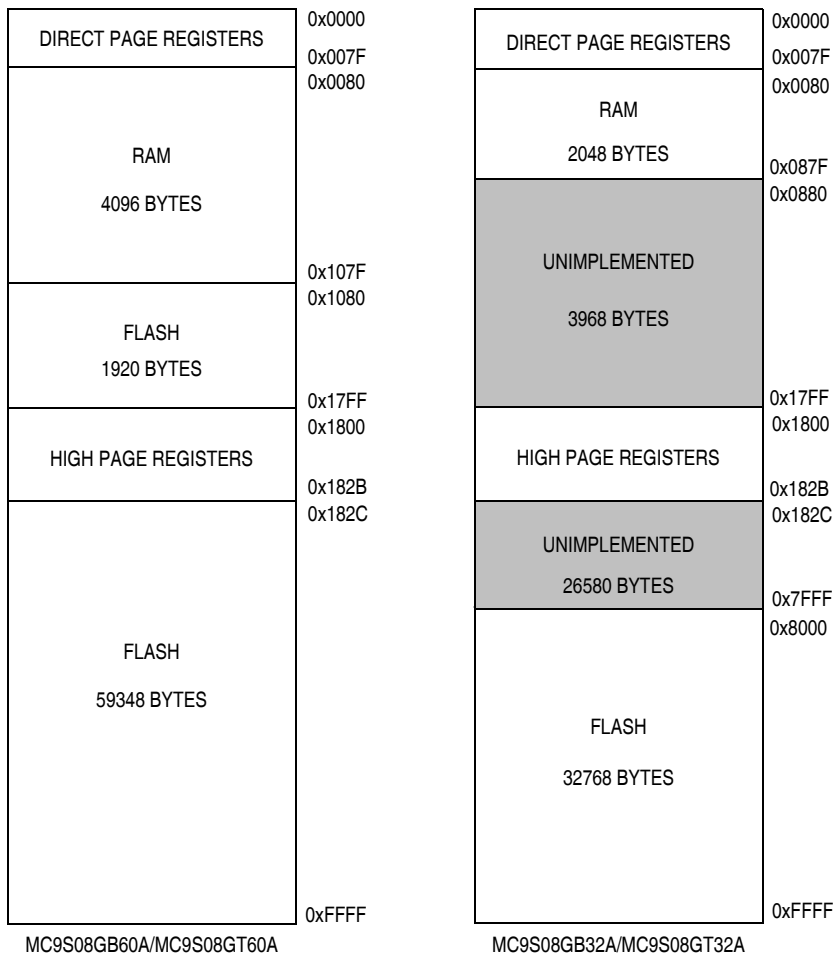 0x0000
DIRECT PAGE REGISTERS
0x007F
0x0080
RAM
4096 BYTES
0x107F
0x1080
FLASH
1920 BYTES
0x17FF
0x1800
HIGH PAGE REGISTERS
0x182B
0x182C
FLASH
59348 BYTES
0xFFFF
MC9S08GB60A/MC9S08GT60A
0x0000
DIRECT PAGE REGISTERS
0x007F
0x0080
RAM
2048 BYTES
0x087F
0x0880
UNIMPLEMENTED
3968 BYTES
0x17FF
0x1800
HIGH PAGE REGISTERS
0x182B
0x182C
UNIMPLEMENTED
26580 BYTES
0x7FFF
0x8000
FLASH
32768 BYTES
0xFFFF
MC9S08GB32A/MC9S08GT32A